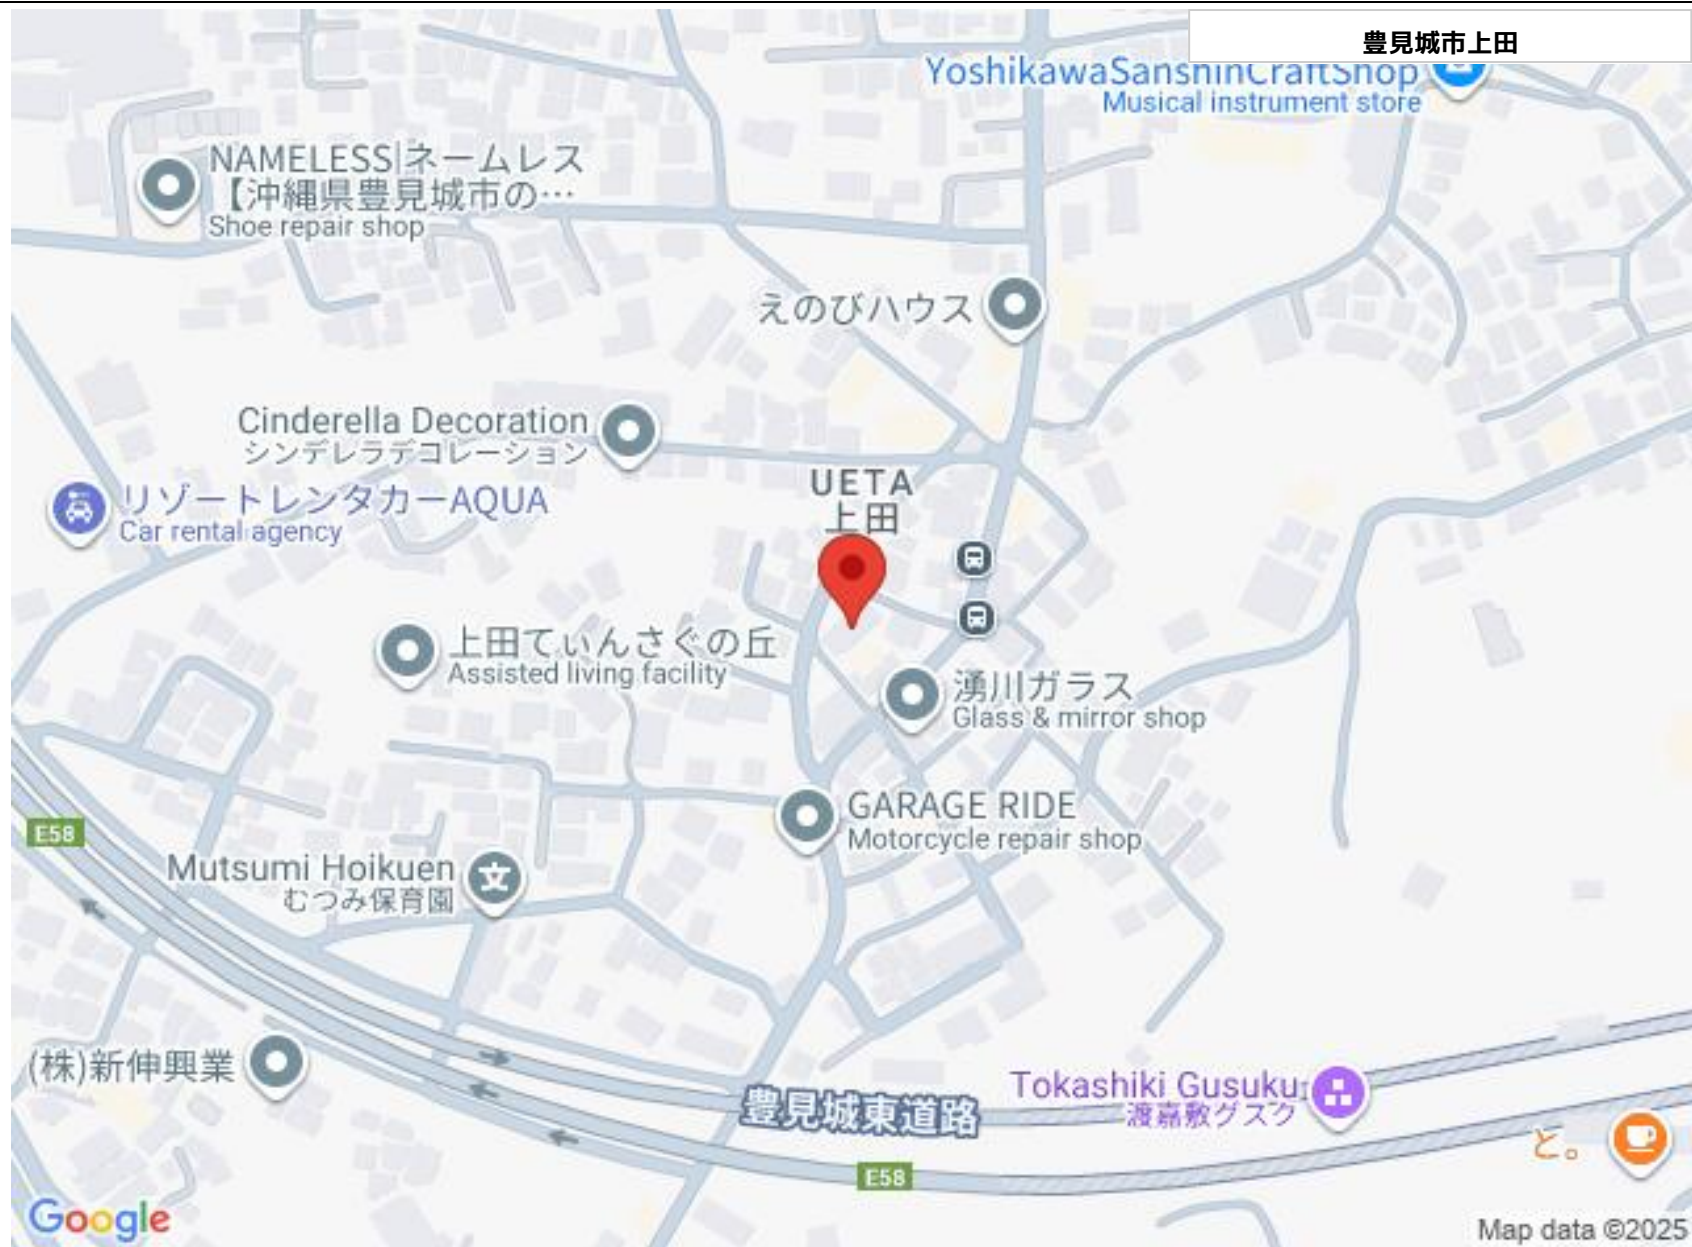 豊見城市上田
YoshikawaSanshinCraftShop
Musical instrument store
NAMELESS|ネームレス
【沖縄県豊見城市の…
Shoe repair shop
えのびハウス
Cinderella Decoration
シンデレラデコレーション
UETA
上田
リゾートレンタカーAQUA
Car rental agency
上田てぃんさぐの丘
Assisted living facility
湧川ガラス
Glass & mirror shop
GARAGE RIDE
Motorcycle repair shop
E58
Mutsumi Hoikuen
むつみ保育園
文
(株)新伸興業
豊見城東道路
Tokashiki Gusuku
渡嘉敷グスク
と。
E58
Google
Map data ©2025